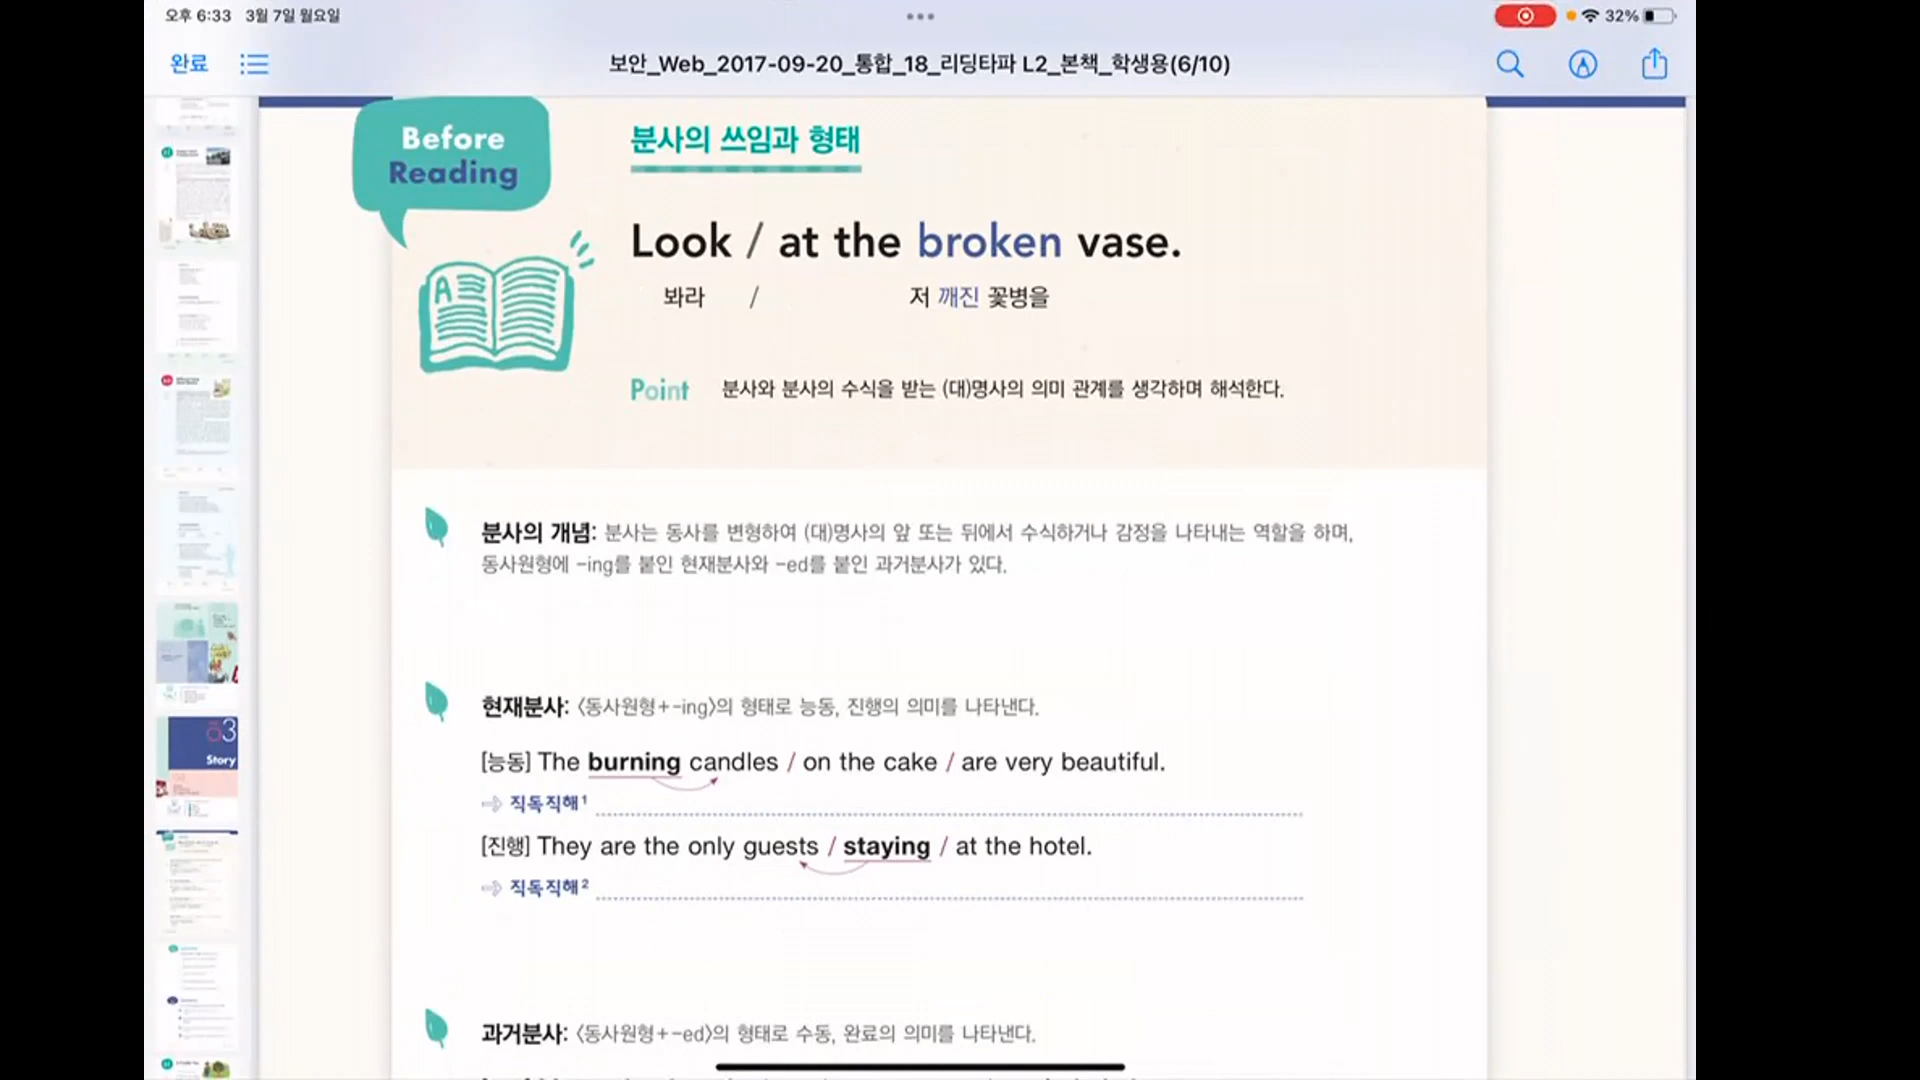 오후 6:33 3월 7일 월요일
32%
완료
보안_Web_2017-09-20_통합_18_리딩타파 L2_본책_학생용(6/10)
Before
Reading
분사의 쓰임과 형태
Look / at the broken vase.
봐라 / 저 깨진 꽃병을
Point 분사와 분사의 수식을 받는 (대)명사의 의미 관계를 생각하며 해석한다.
분사의 개념: 분사는 동사를 변형하여 (대)명사의 앞 또는 뒤에서 수식하거나 감정을 나타내는 역할을 하며,
동사원형에 -ing를 붙인 현재분사와 -ed를 붙인 과거분사가 있다.
현재분사: 〈동사원형+-ing〉의 형태로 능동, 진행의 의미를 나타낸다.
[능동] The burning candles / on the cake / are very beautiful.
⇨ 직독직해¹
[진행] They are the only guests / staying / at the hotel.
⇨ 직독직해²
과거분사: 〈동사원형+-ed〉의 형태로 수동, 완료의 의미를 나타낸다.
03
Story